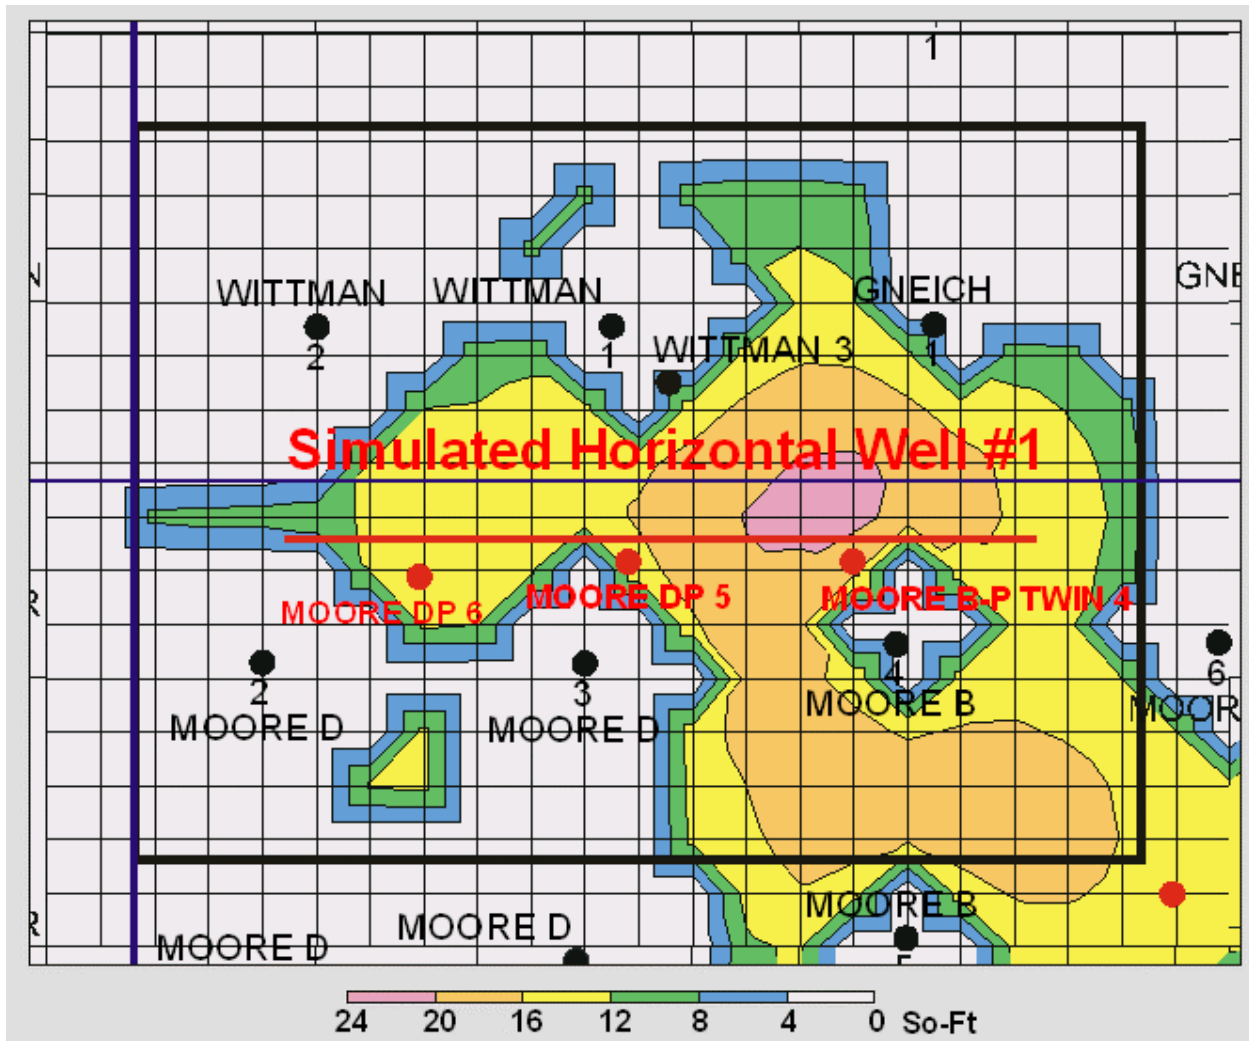 1
GNE
WITTMAN
WITTMAN
GNEICH
2
1
1
WITTMAN 3
Simulated Horizontal Well #1
MOORE DP 6
MOORE DP 5
MOORE B-P TWIN 4
2
3
4
6
MOORE D
MOORE D
MOORE B
MOOR
MOORE B
MOORE D
MOORE D
24 20 16 12 8 4 0 So-Ft